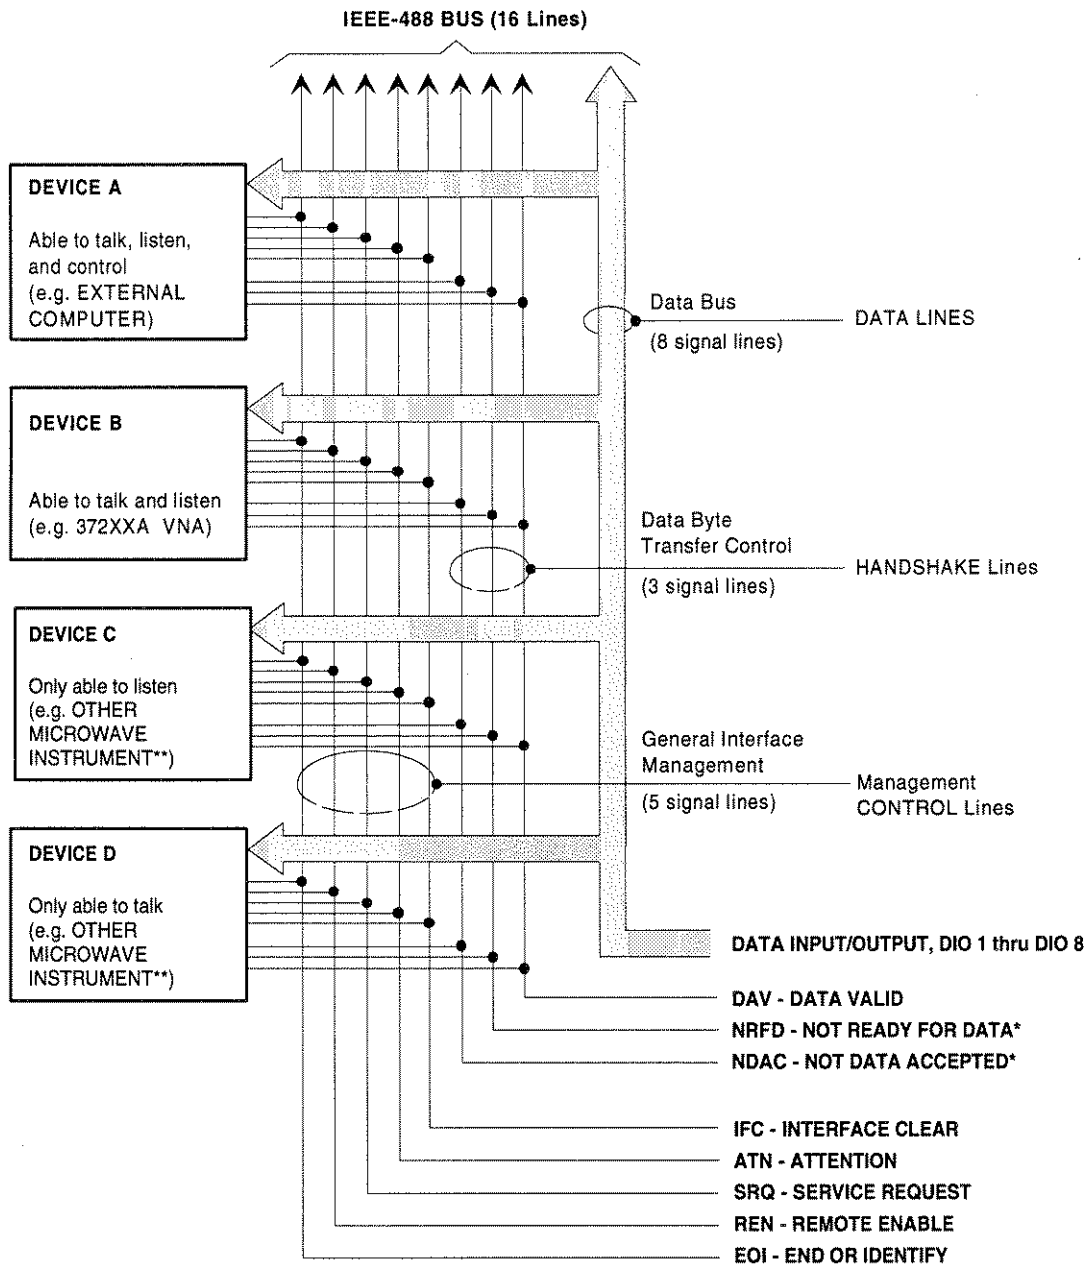 IEEE-488 BUS (16 Lines)
DEVICE A
Able to talk, listen,
and control
(e.g. EXTERNAL
COMPUTER)
Data Bus
(8 signal lines)
DATA LINES
DEVICE B
Able to talk and listen
(e.g. 372XXA VNA)
Data Byte
Transfer Control
(3 signal lines)
HANDSHAKE Lines
DEVICE C
Only able to listen
(e.g. OTHER
MICROWAVE
INSTRUMENT**)
General Interface
Management
(5 signal lines)
Management
CONTROL Lines
DEVICE D
Only able to talk
(e.g. OTHER
MICROWAVE
INSTRUMENT**)
DATA INPUT/OUTPUT, DIO 1 thru DIO 8
DAV - DATA VALID
NRFD - NOT READY FOR DATA*
NDAC - NOT DATA ACCEPTED*
IFC - INTERFACE CLEAR
ATN - ATTENTION
SRQ - SERVICE REQUEST
REN - REMOTE ENABLE
EOI - END OR IDENTIFY